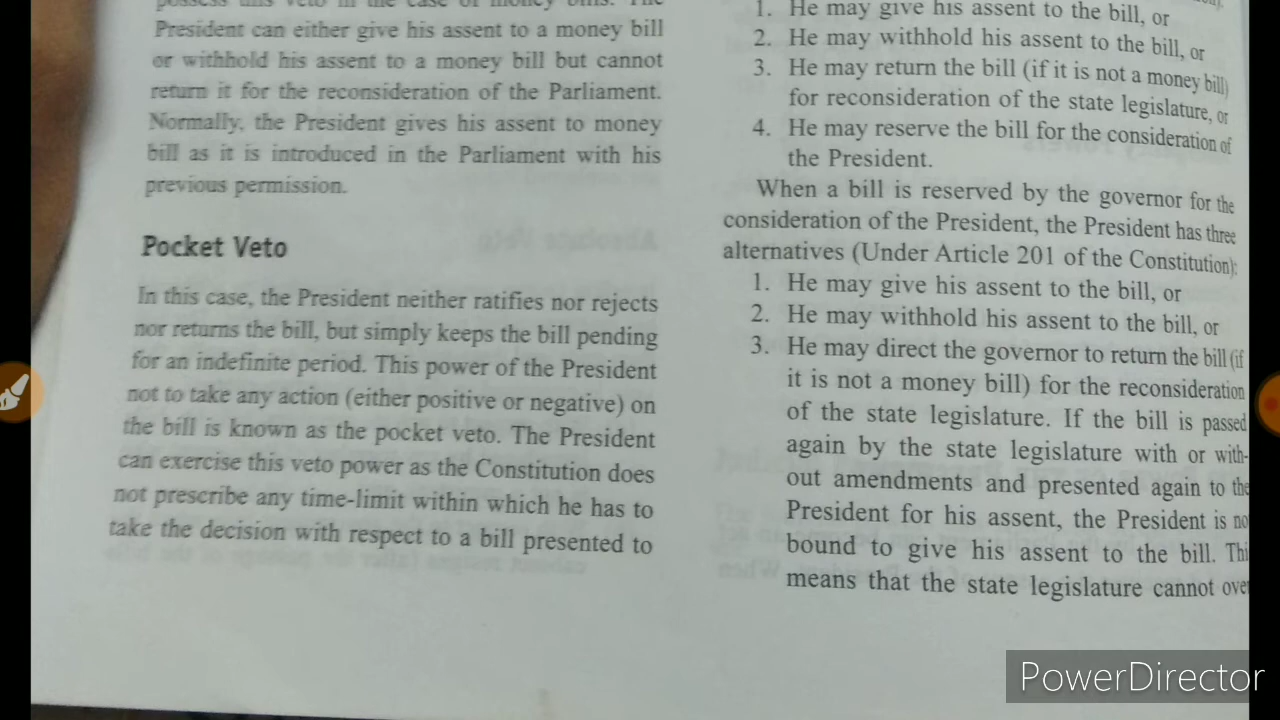 possess this veto in the case of money bills. The
President can either give his assent to a money bill
or withhold his assent to a money bill but cannot
return it for the reconsideration of the Parliament.
Normally, the President gives his assent to money
bill as it is introduced in the Parliament with his
previous permission.
Pocket Veto
In this case, the President neither ratifies nor rejects
nor returns the bill, but simply keeps the bill pending
for an indefinite period. This power of the President
not to take any action (either positive or negative) on
the bill is known as the pocket veto. The President
can exercise this veto power as the Constitution does
not prescribe any time-limit within which he has to
take the decision with respect to a bill presented to
1. He may give his assent to the bill, or
2. He may withhold his assent to the bill, or
3. He may return the bill (if it is not a money bill)
for reconsideration of the state legislature, or
4. He may reserve the bill for the consideration of
the President.
When a bill is reserved by the governor for the
consideration of the President, the President has three
alternatives (Under Article 201 of the Constitution):
1. He may give his assent to the bill, or
2. He may withhold his assent to the bill, or
3. He may direct the governor to return the bill (if
it is not a money bill) for the reconsideration
of the state legislature. If the bill is passed
again by the state legislature with or with-
out amendments and presented again to the
President for his assent, the President is no
bound to give his assent to the bill. Thi
means that the state legislature cannot over
PowerDirector